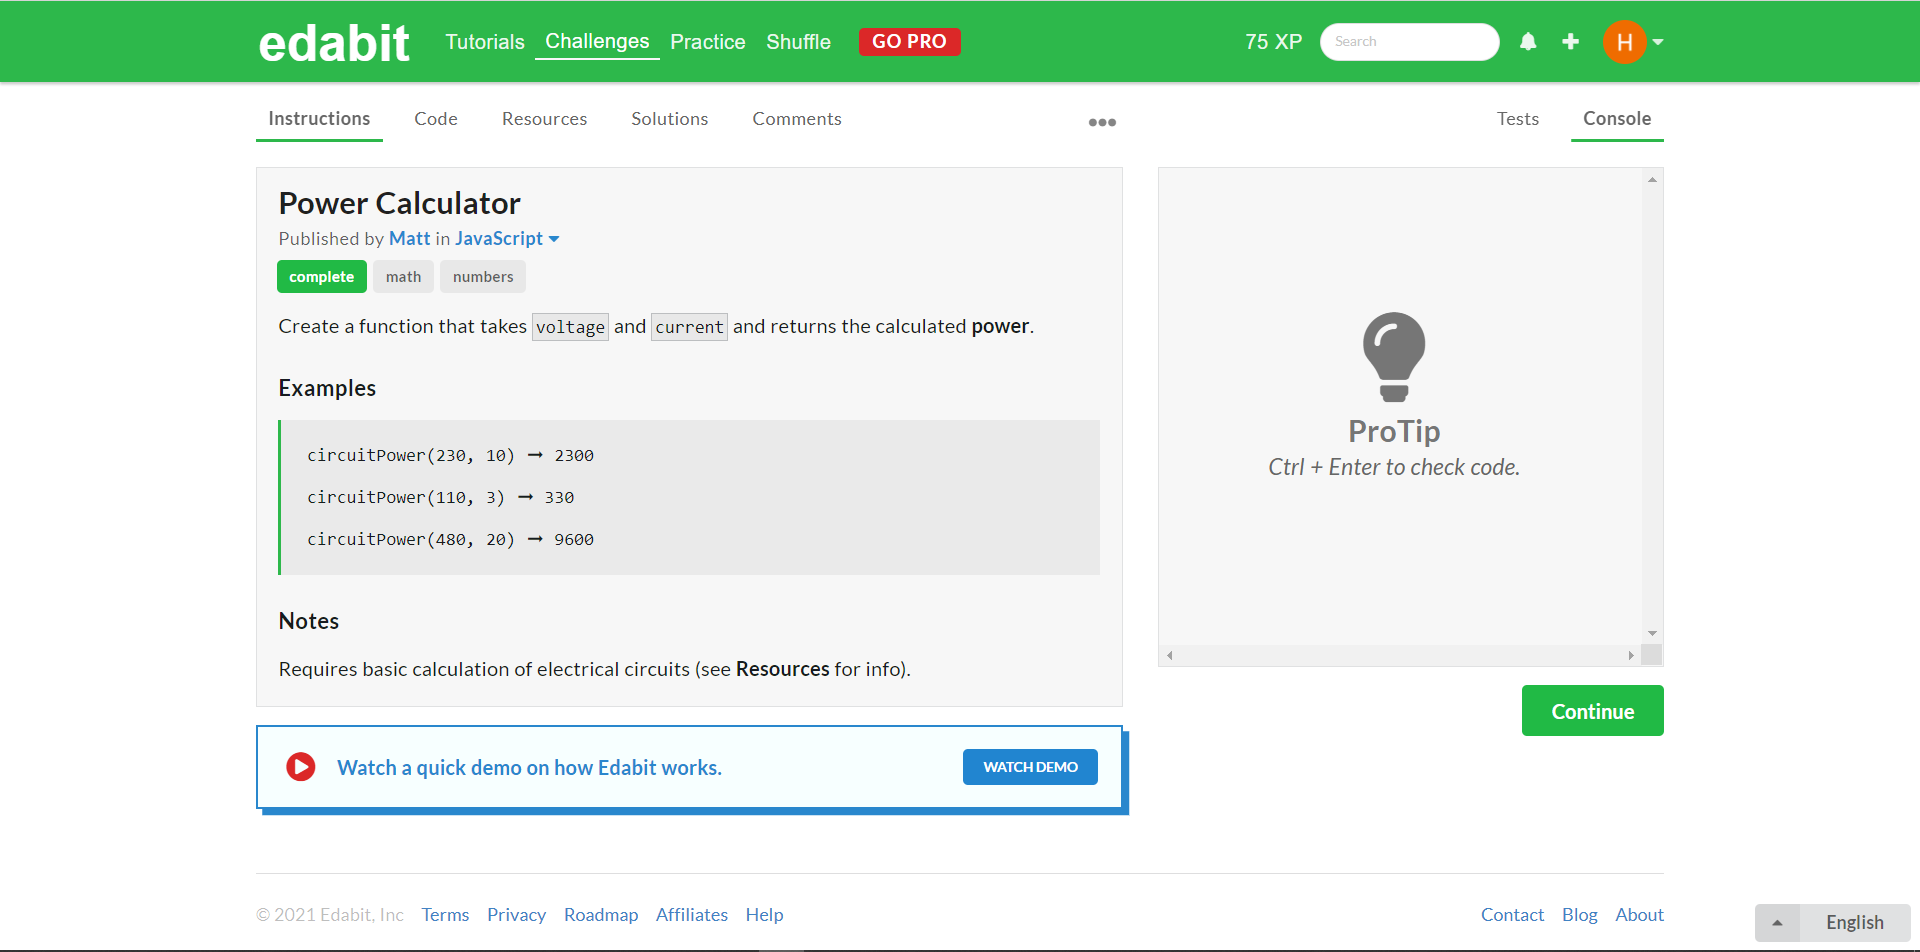 edabit Tutorials Challenges Practice Shuffle GO PRO 75 XP Search H
Instructions Code Resources Solutions Comments Tests Console
Power Calculator
Published by Matt in JavaScript
complete math numbers
Create a function that takes voltage and current and returns the calculated power.
Examples
circuitPower(230, 10) ➞ 2300
circuitPower(110, 3) ➞ 330
circuitPower(480, 20) ➞ 9600
Notes
Requires basic calculation of electrical circuits (see Resources for info).
ProTip
Ctrl + Enter to check code.
Continue
Watch a quick demo on how Edabit works. WATCH DEMO
© 2021 Edabit, Inc Terms Privacy Roadmap Affiliates Help Contact Blog About
English